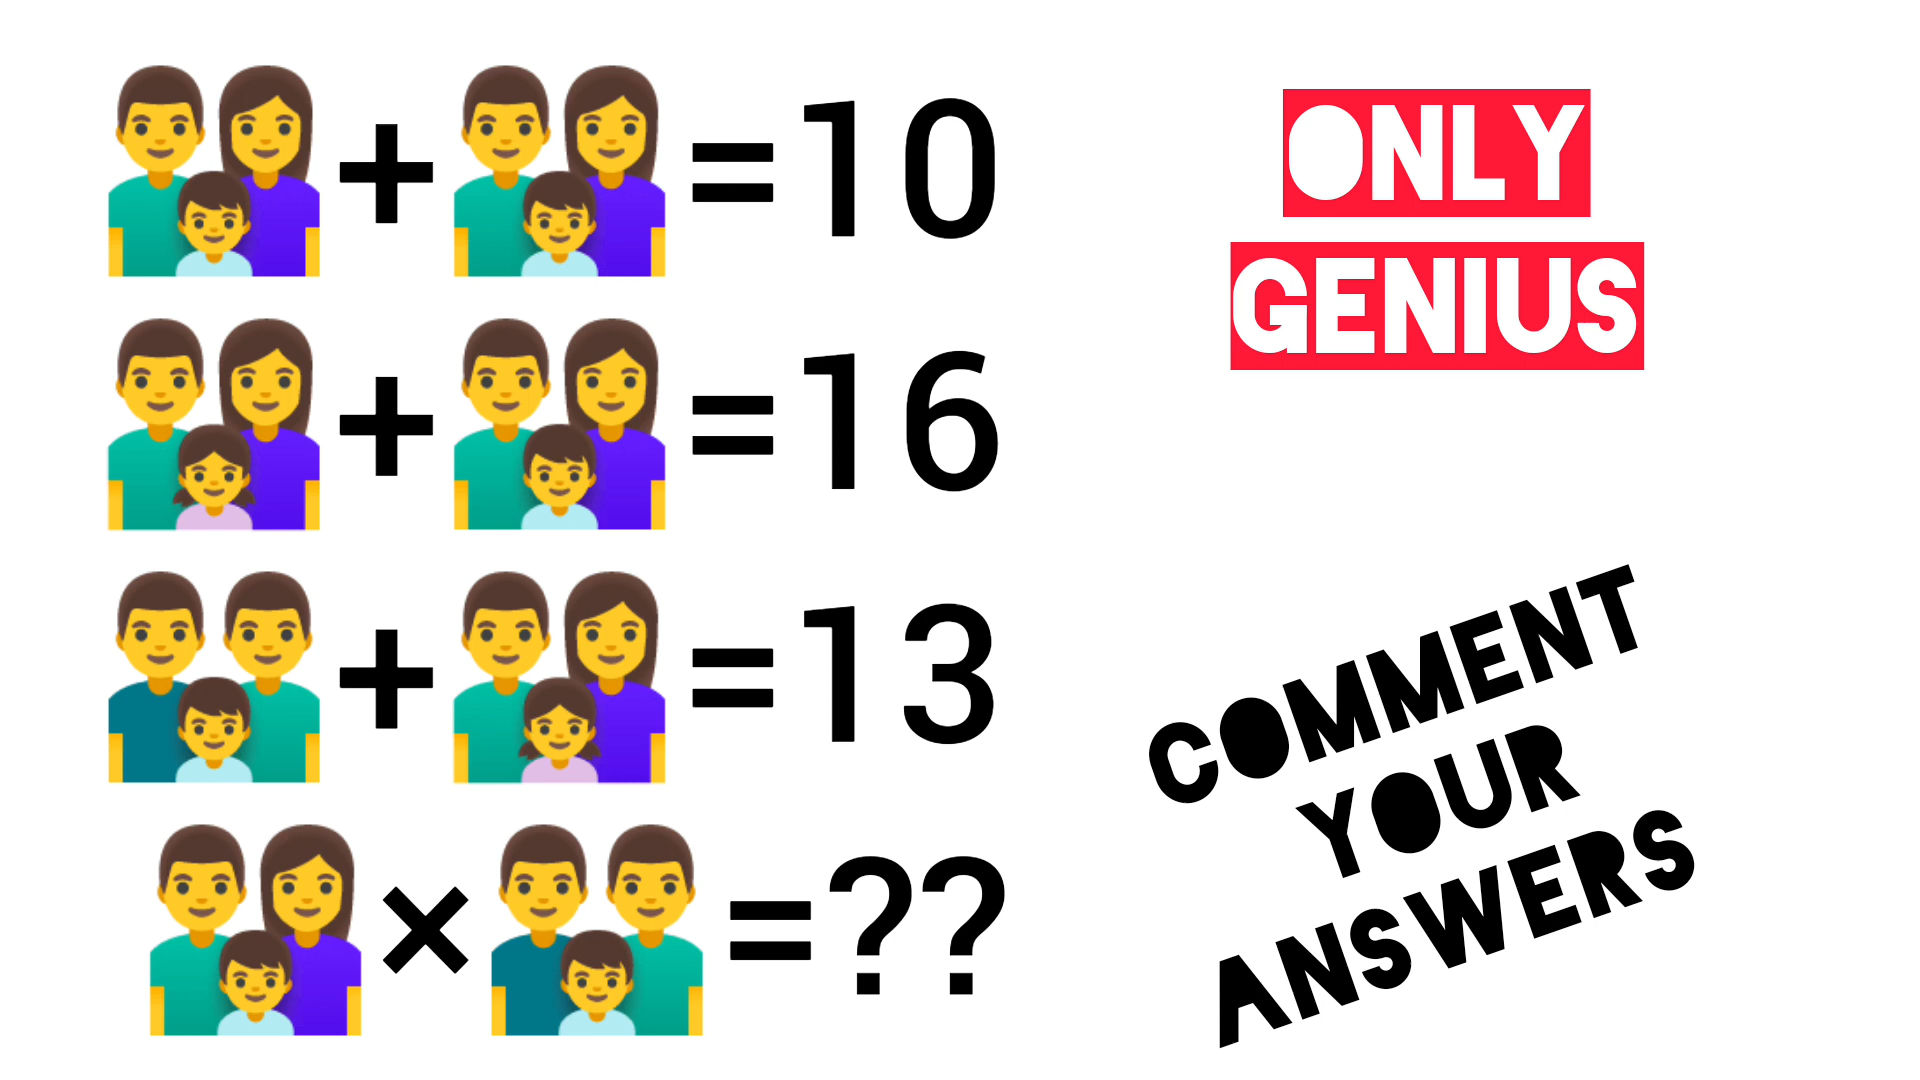 + = 10
+ = 16
+ = 13
× = ??
ONLY
GENIUS
COMMENT
YOUR
ANSWERS